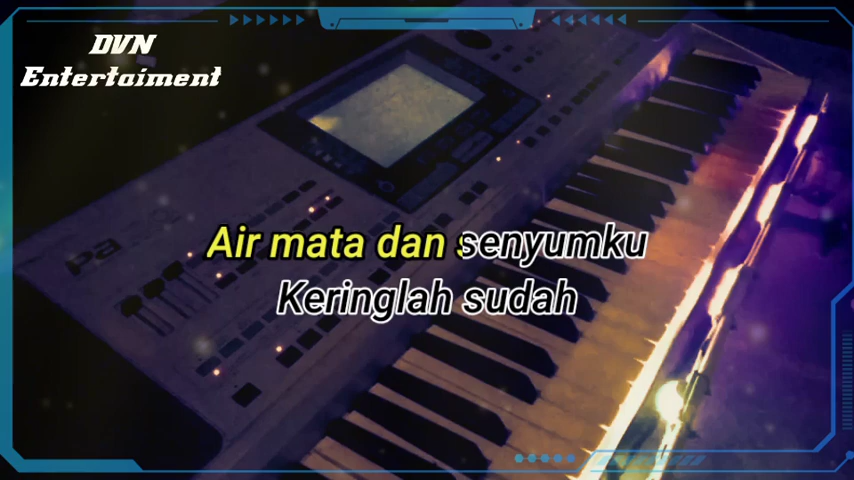 DVN
Entertaiment
Air mata dan senyumku
Keringlah sudah